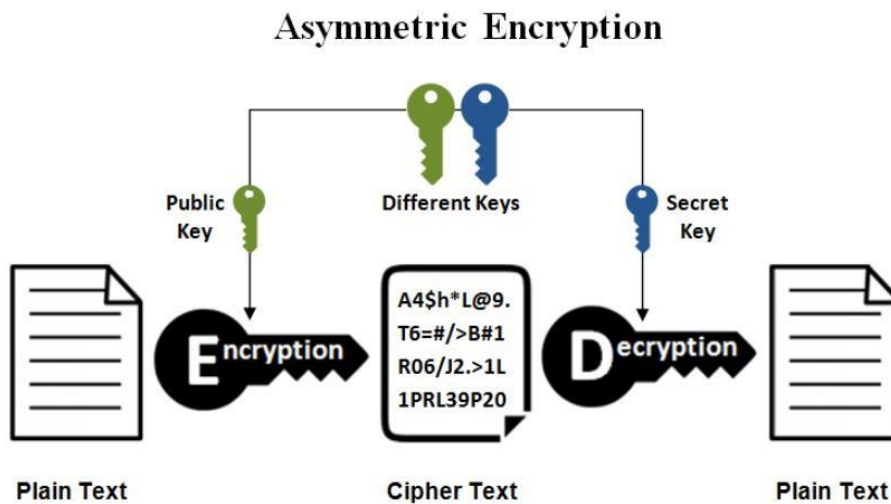 Asymmetric Encryption
Public
Key
Different Keys
Secret
Key
A4$h*L@9.
T6=#/>B#1
R06/J2.>1L
1PRL39P20
Encryption
Decryption
Plain Text
Cipher Text
Plain Text